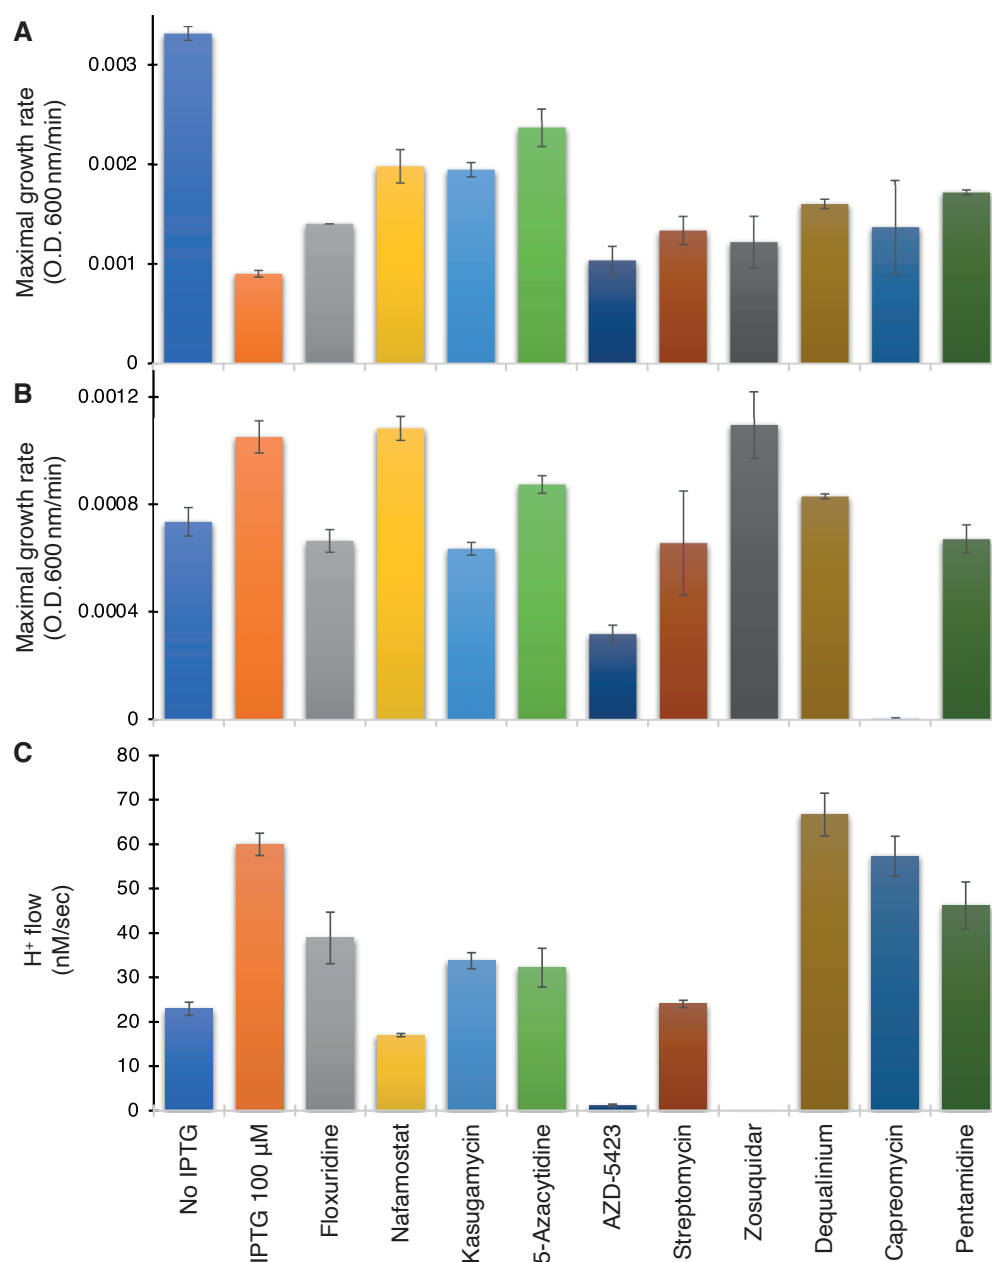 A
Maximal growth rate
(O.D. 600 nm/min)
0.003
0.002
0.001
0
B
Maximal growth rate
(O.D. 600 nm/min)
0.0012
0.0008
0.0004
0
C
H⁺ flow
(nM/sec)
80
70
60
50
40
30
20
10
0
No IPTG
IPTG 100 µM
Floxuridine
Nafamostat
Kasugamycin
5-Azacytidine
AZD-5423
Streptomycin
Zosuquidar
Dequalinium
Capreomycin
Pentamidine